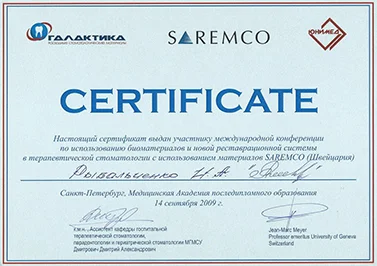 ГАЛАКТИКА
SAREMCO
ЮНИМЕД
CERTIFICATE
Настоящий сертификат выдан участнику международной конференции
по использованию биоматериалов и новой реставрационной системы
в терапевтической стоматологии с использованием материалов SAREMCO (Швейцария)
Рыбальченко Н. А.
Санкт-Петербург, Медицинская Академия последипломного образования
14 сентября 2009 г.
к.м.н., Ассистент кафедры госпитальной
терапевтической стоматологии,
пародонтологии и гериатрической стоматологии МГМСУ
Дмитрович Дмитрий Александрович
Jean-Marc Meyer
Professor emeritus University of Geneva
Switzerland